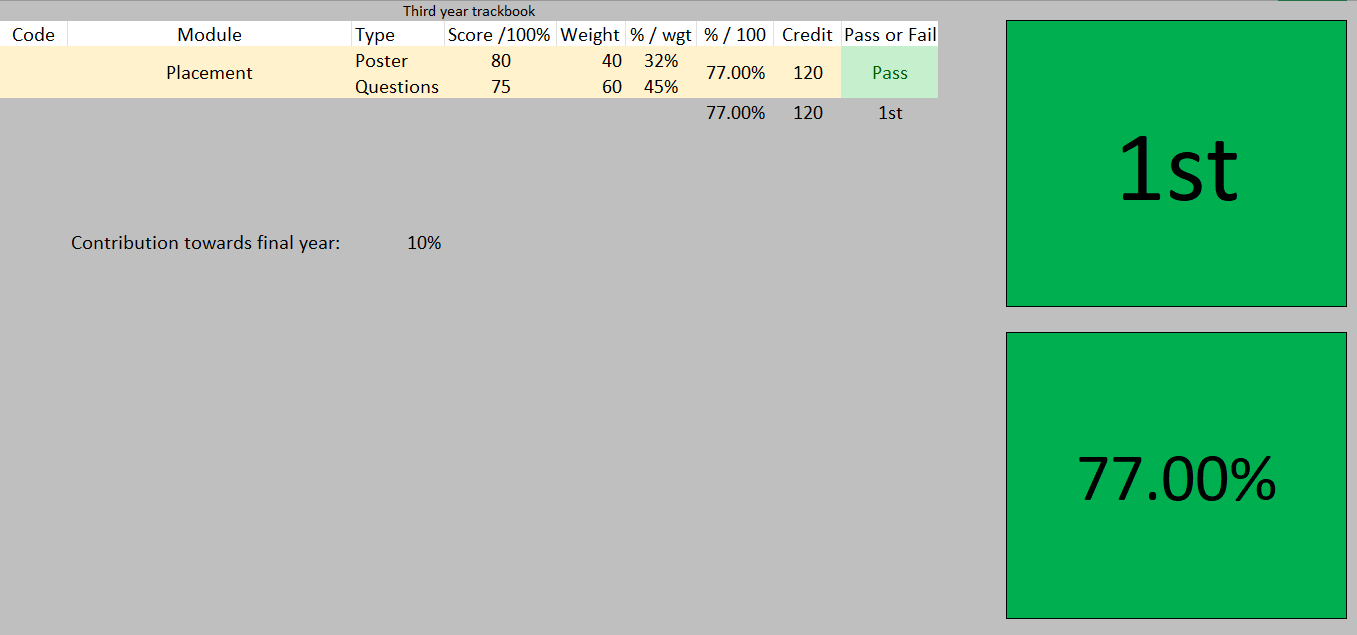 Third year trackbook
Code Module Type Score /100% Weight % / wgt % / 100 Credit Pass or Fail
Poster 80 40 32%
Placement 77.00% 120 Pass
Questions 75 60 45%
77.00% 120 1st
1st
Contribution towards final year: 10%
77.00%